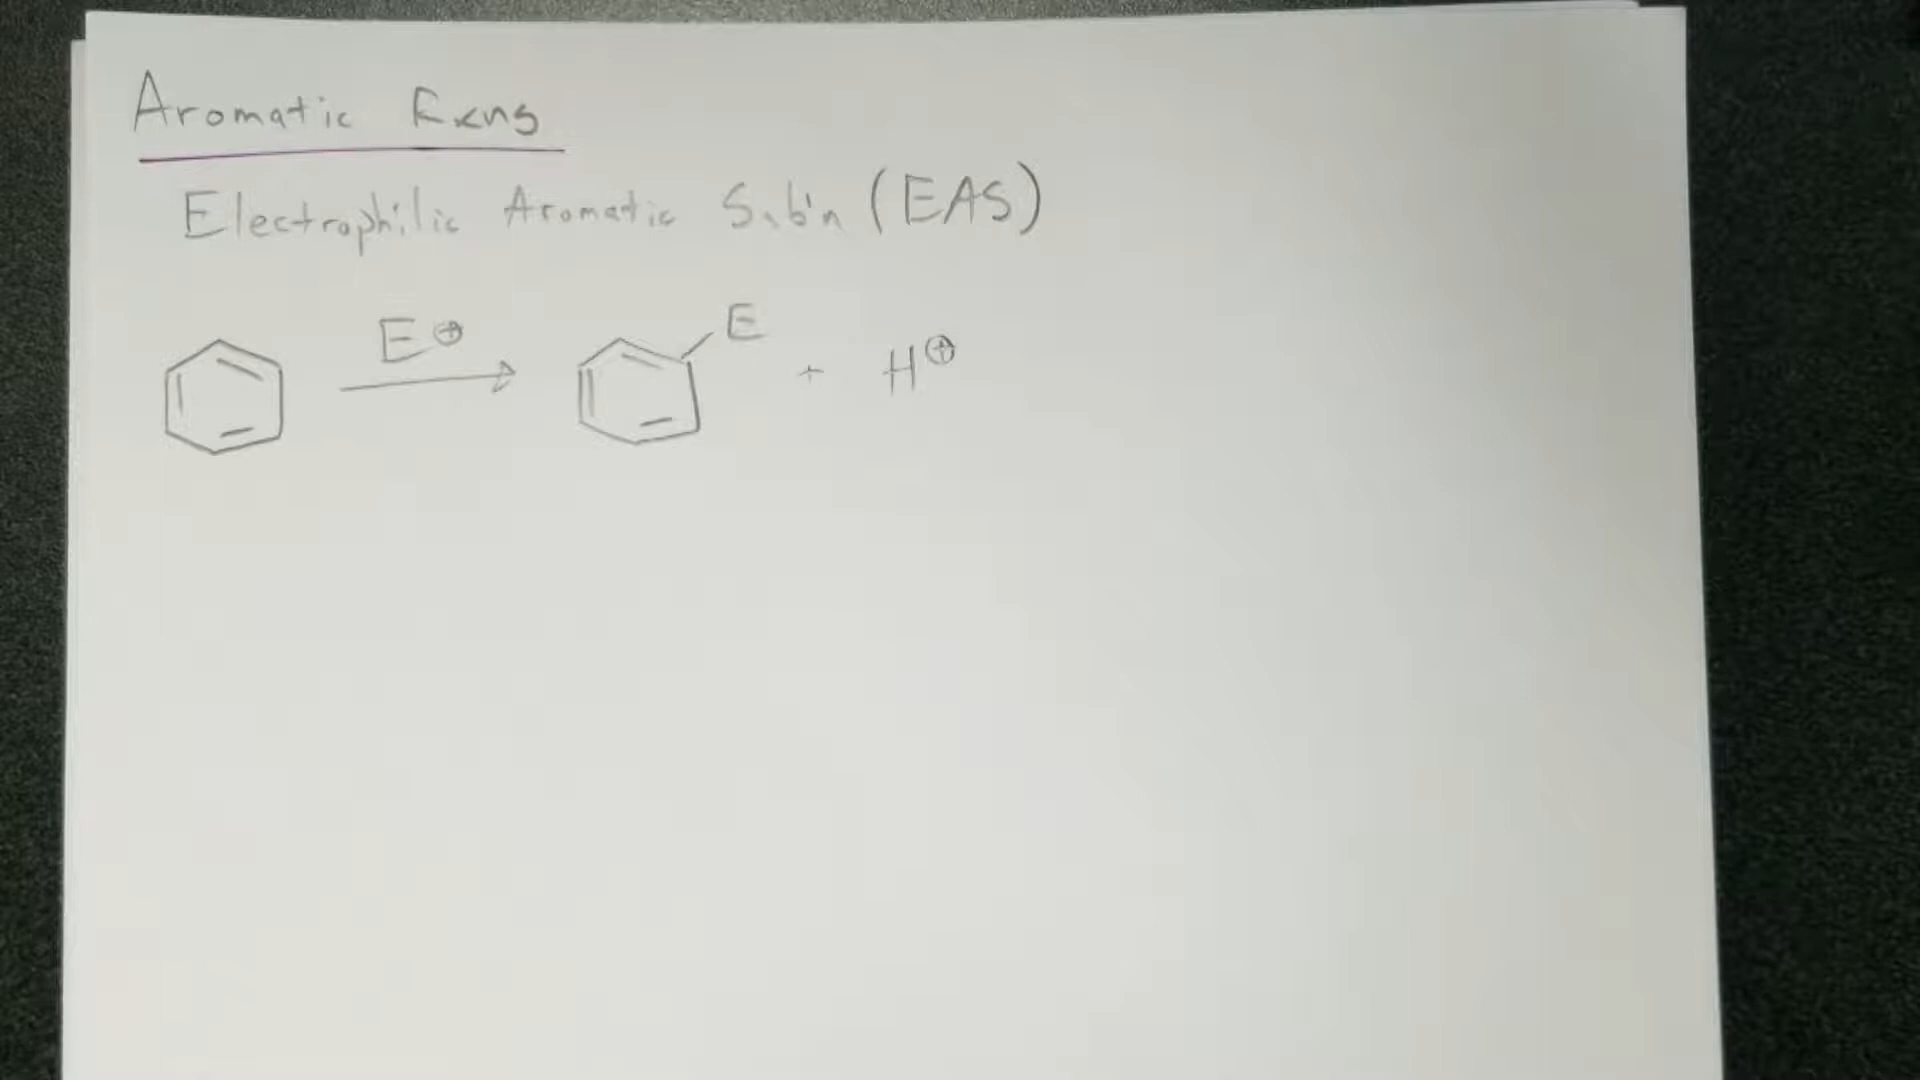 Aromatic Rxns
Electrophilic Aromatic Sub'n (EAS)
E⊕
E
+ H⊕